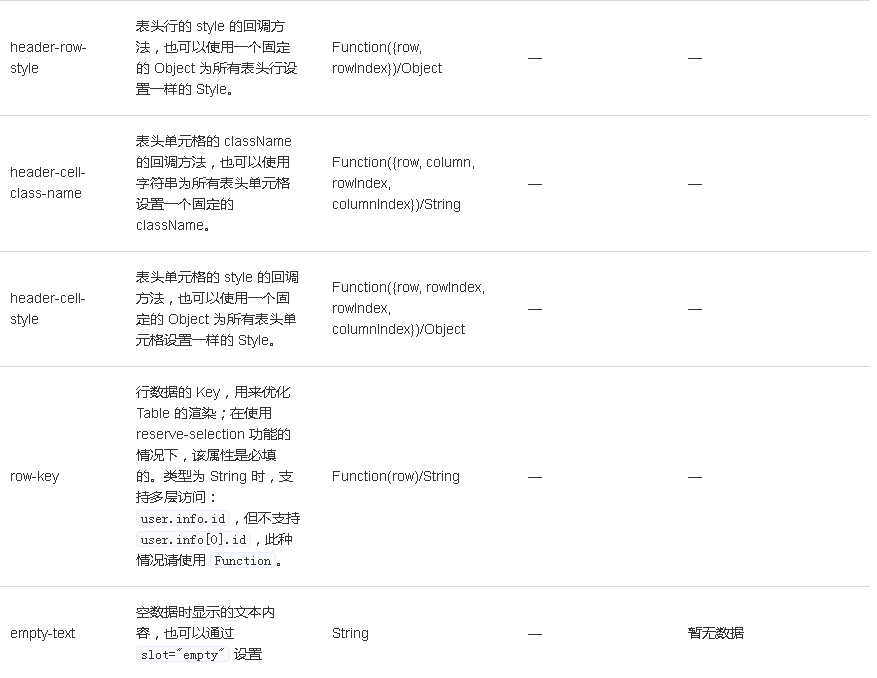 header-row-
style
表头行的 style 的回调方
法，也可以使用一个固定
的 Object 为所有表头行设
置一样的 Style。
Function({row,
rowIndex})/Object
—
—
header-cell-
class-name
表头单元格的 className
的回调方法，也可以使用
字符串为所有表头单元格
设置一个固定的
className。
Function({row, column,
rowIndex,
columnIndex})/String
—
—
header-cell-
style
表头单元格的 style 的回调
方法，也可以使用一个固
定的 Object 为所有表头单
元格设置一样的 Style。
Function({row, rowIndex,
rowIndex,
columnIndex})/Object
—
—
row-key
行数据的 Key，用来优化
Table 的渲染；在使用
reserve-selection 功能的
情况下，该属性是必填
的。类型为 String 时，支
持多层访问：
user.info.id，但不支持
user.info[0].id，此种
情况请使用 Function。
Function(row)/String
—
—
empty-text
空数据时显示的文本内
容，也可以通过
slot="empty" 设置
String
—
暂无数据